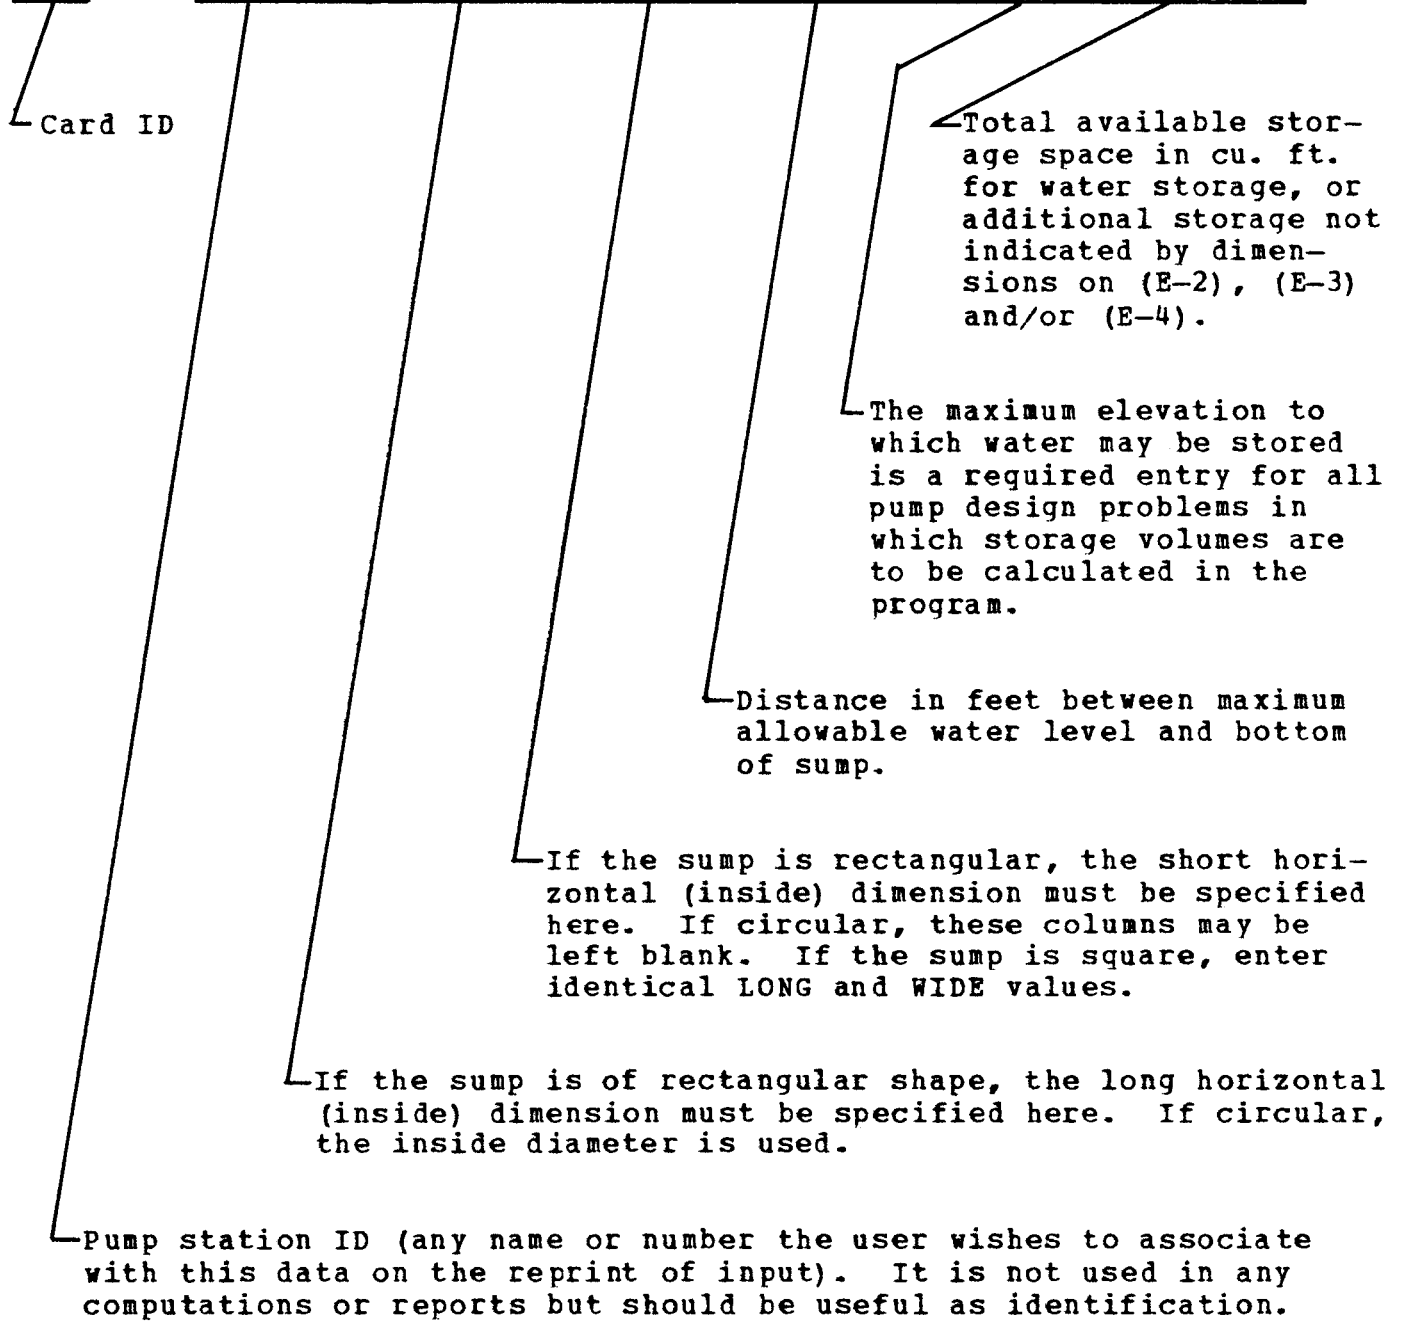 Card ID
Total available stor-
age space in cu. ft.
for water storage, or
additional storage not
indicated by dimen-
sions on (E-2), (E-3)
and/or (E-4).
The maximum elevation to
which water may be stored
is a required entry for all
pump design problems in
which storage volumes are
to be calculated in the
program.
Distance in feet between maximum
allowable water level and bottom
of sump.
If the sump is rectangular, the short hori-
zontal (inside) dimension must be specified
here. If circular, these columns may be
left blank. If the sump is square, enter
identical LONG and WIDE values.
If the sump is of rectangular shape, the long horizontal
(inside) dimension must be specified here. If circular,
the inside diameter is used.
Pump station ID (any name or number the user wishes to associate
with this data on the reprint of input). It is not used in any
computations or reports but should be useful as identification.